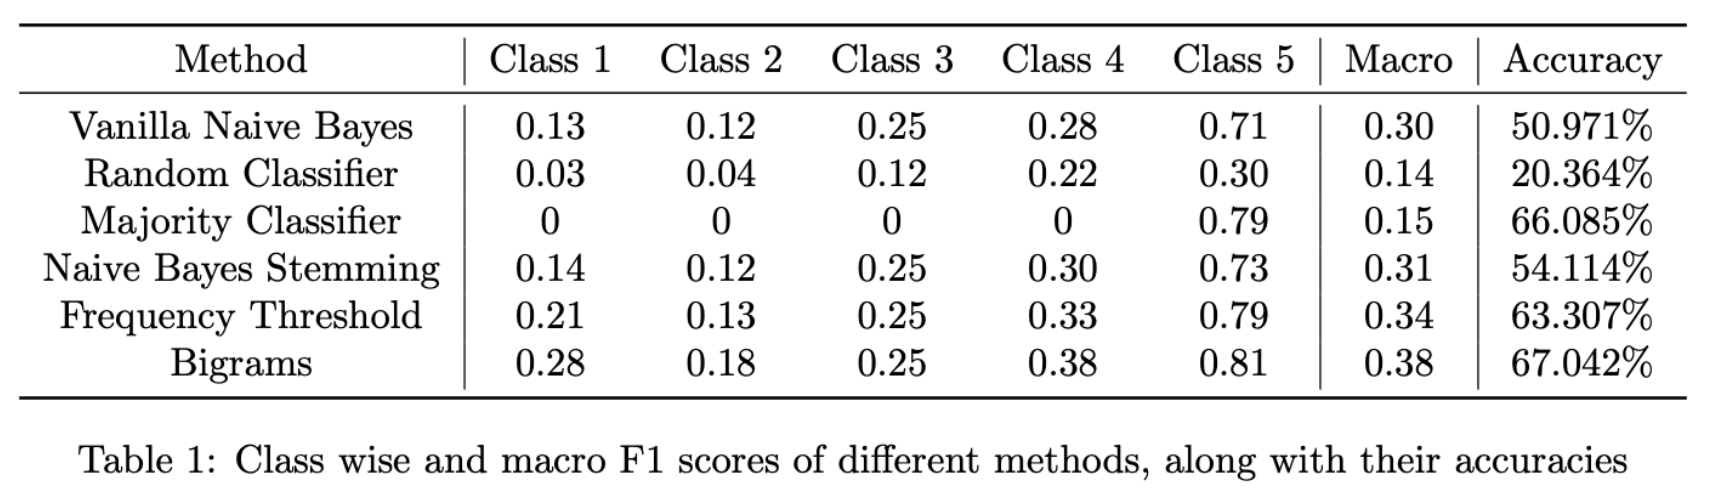 Method Class 1 Class 2 Class 3 Class 4 Class 5 Macro Accuracy
Vanilla Naive Bayes 0.13 0.12 0.25 0.28 0.71 0.30 50.971%
Random Classifier 0.03 0.04 0.12 0.22 0.30 0.14 20.364%
Majority Classifier 0 0 0 0 0.79 0.15 66.085%
Naive Bayes Stemming 0.14 0.12 0.25 0.30 0.73 0.31 54.114%
Frequency Threshold 0.21 0.13 0.25 0.33 0.79 0.34 63.307%
Bigrams 0.28 0.18 0.25 0.38 0.81 0.38 67.042%
Table 1: Class wise and macro F1 scores of different methods, along with their accuracies